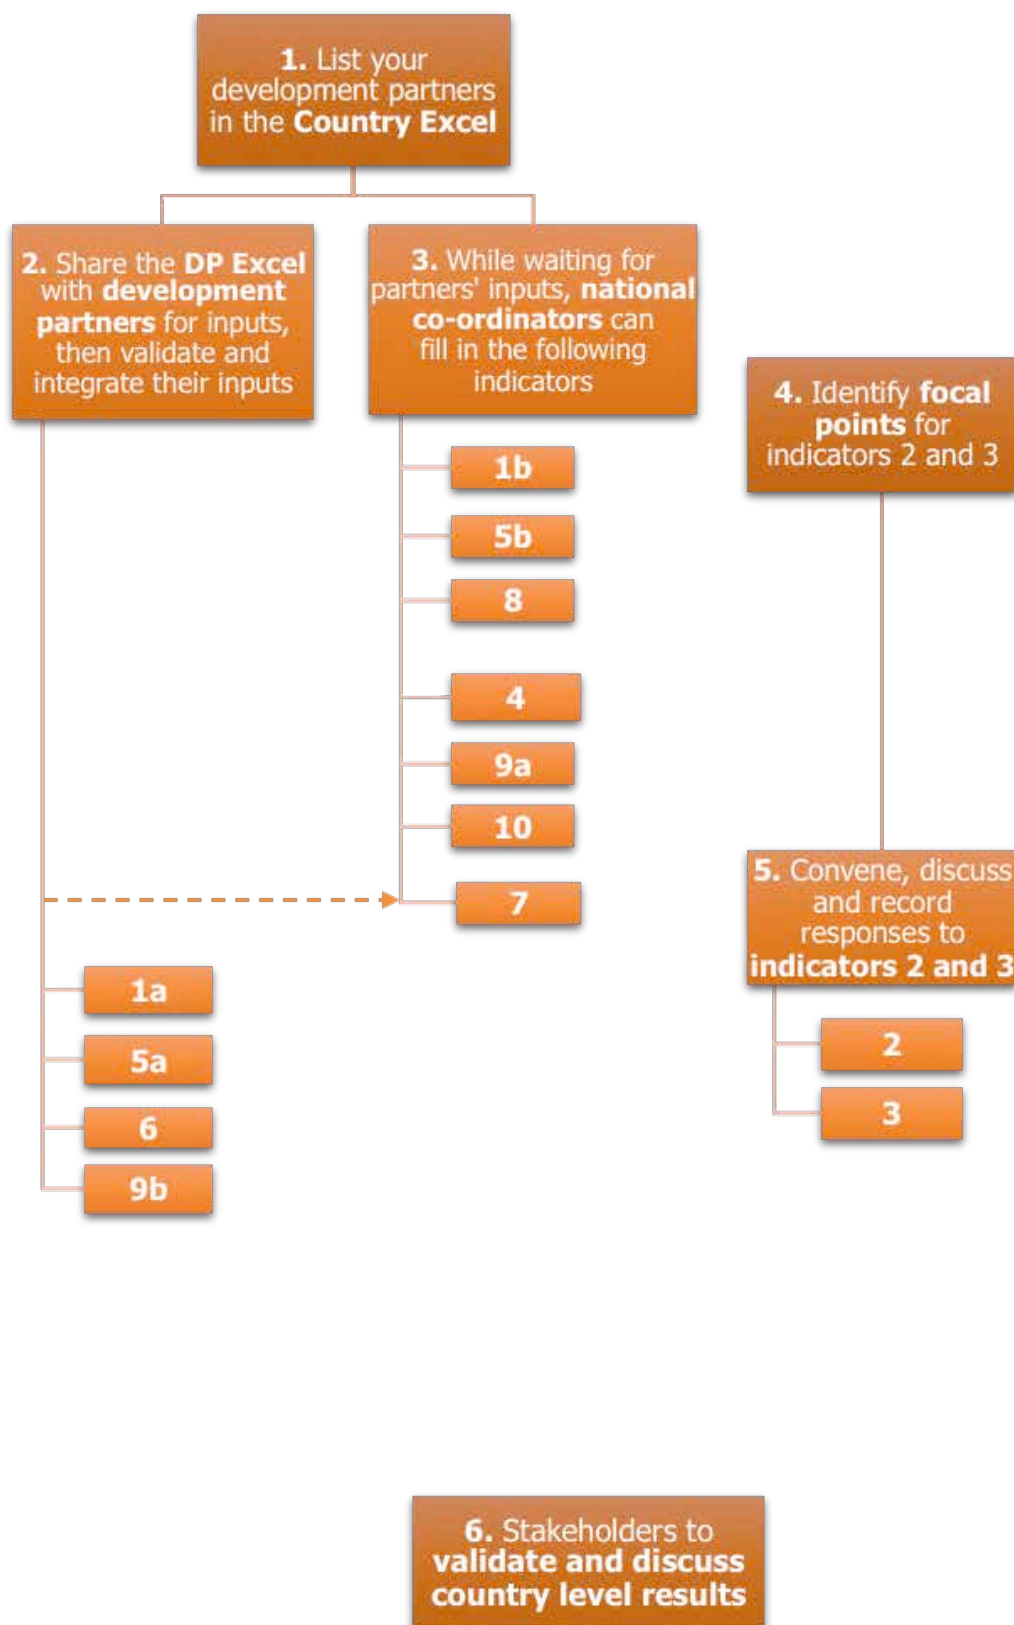 1. List your
development partners
in the Country Excel
2. Share the DP Excel
with development
partners for inputs,
then validate and
integrate their inputs
3. While waiting for
partners' inputs, national
co-ordinators can
fill in the following
indicators
1b
5b
8
4
9a
10
7
1a
5a
6
9b
4. Identify focal
points for
indicators 2 and 3
5. Convene, discuss
and record
responses to
indicators 2 and 3
2
3
6. Stakeholders to
validate and discuss
country level results